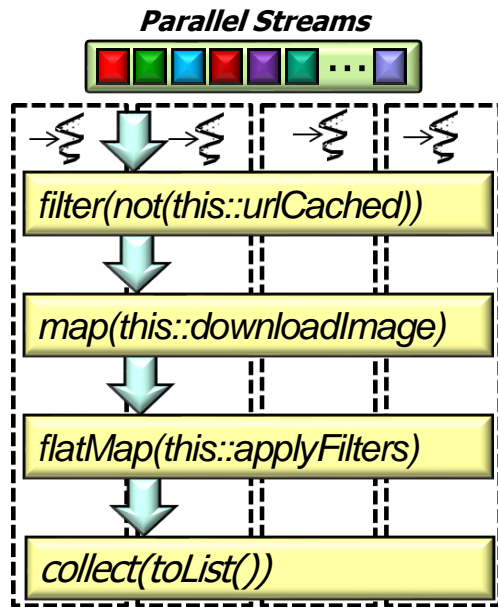 Parallel Streams
...
filter(not(this::urlCached))
map(this::downloadImage)
flatMap(this::applyFilters)
collect(toList())